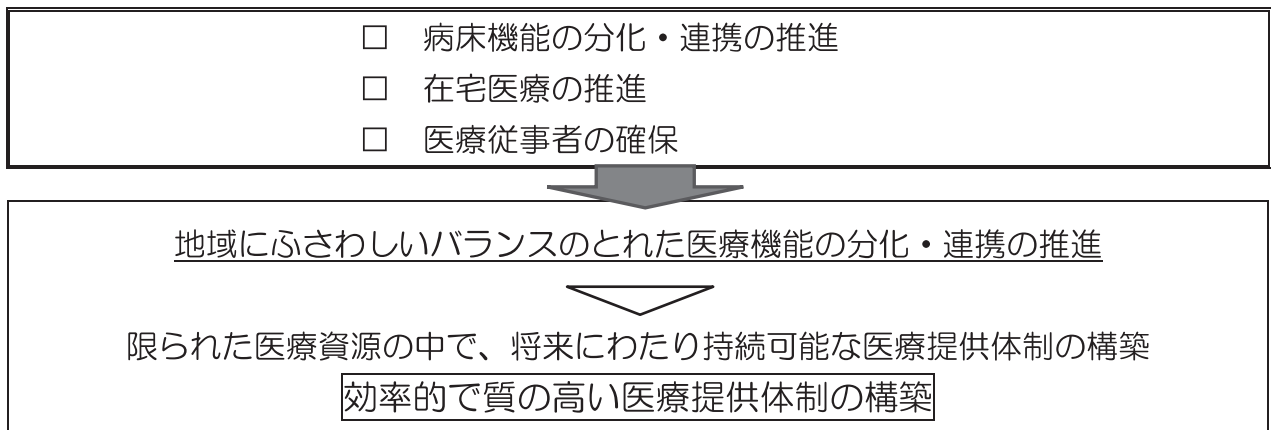 □ 病床機能の分化・連携の推進
□ 在宅医療の推進
□ 医療従事者の確保
地域にふさわしいバランスのとれた医療機能の分化・連携の推進
限られた医療資源の中で、将来にわたり持続可能な医療提供体制の構築
効率的で質の高い医療提供体制の構築